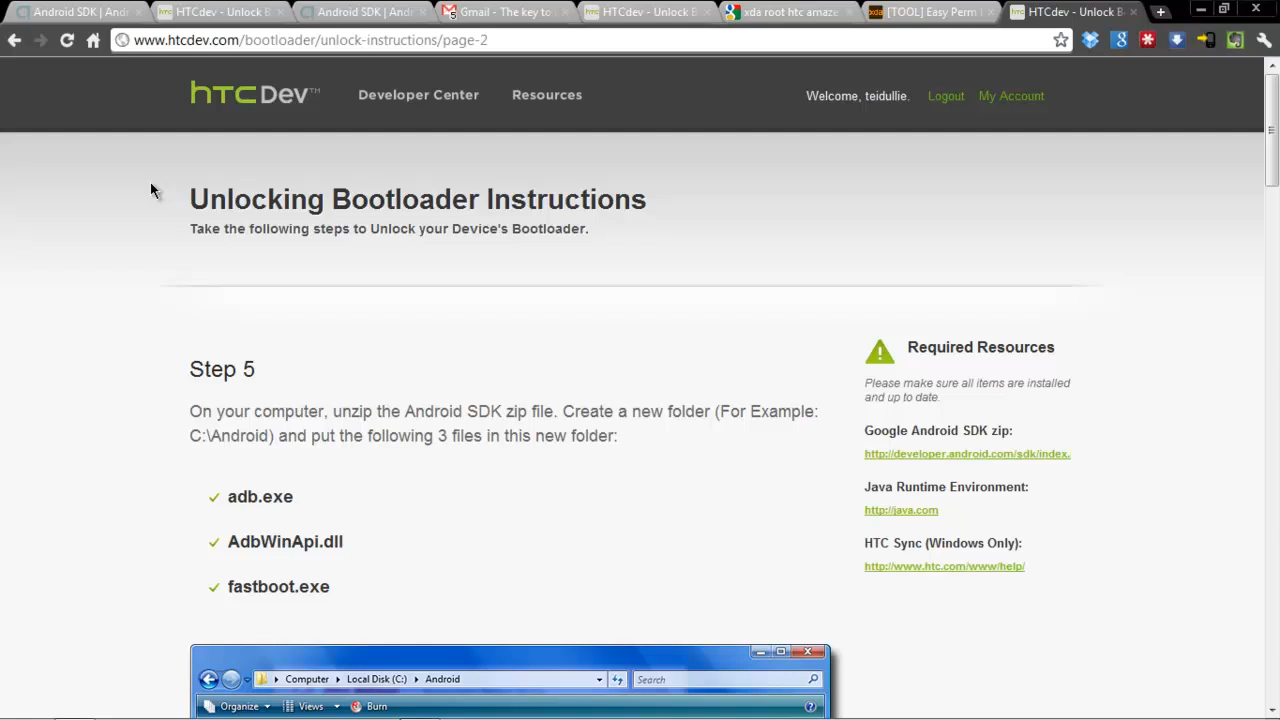 Android SDK | Andr
HTCdev - Unlock B
Android SDK | And
Gmail - The key to
HTCdev - Unlock B
xda root htc amaze
[TOOL] Easy Perm
HTCdev - Unlock B
www.htcdev.com/bootloader/unlock-instructions/page-2
htcDev™
Developer Center
Resources
Welcome, teidullie.
Logout
My Account
Unlocking Bootloader Instructions
Take the following steps to Unlock your Device's Bootloader.
Step 5
On your computer, unzip the Android SDK zip file. Create a new folder (For Example:
C:\Android) and put the following 3 files in this new folder:
adb.exe
AdbWinApi.dll
fastboot.exe
Required Resources
Please make sure all items are installed
and up to date.
Google Android SDK zip:
http://developer.android.com/sdk/index.
Java Runtime Environment:
http://java.com
HTC Sync (Windows Only):
http://www.htc.com/www/help/
Computer
Local Disk (C:)
Android
Search
Organize
Views
Burn